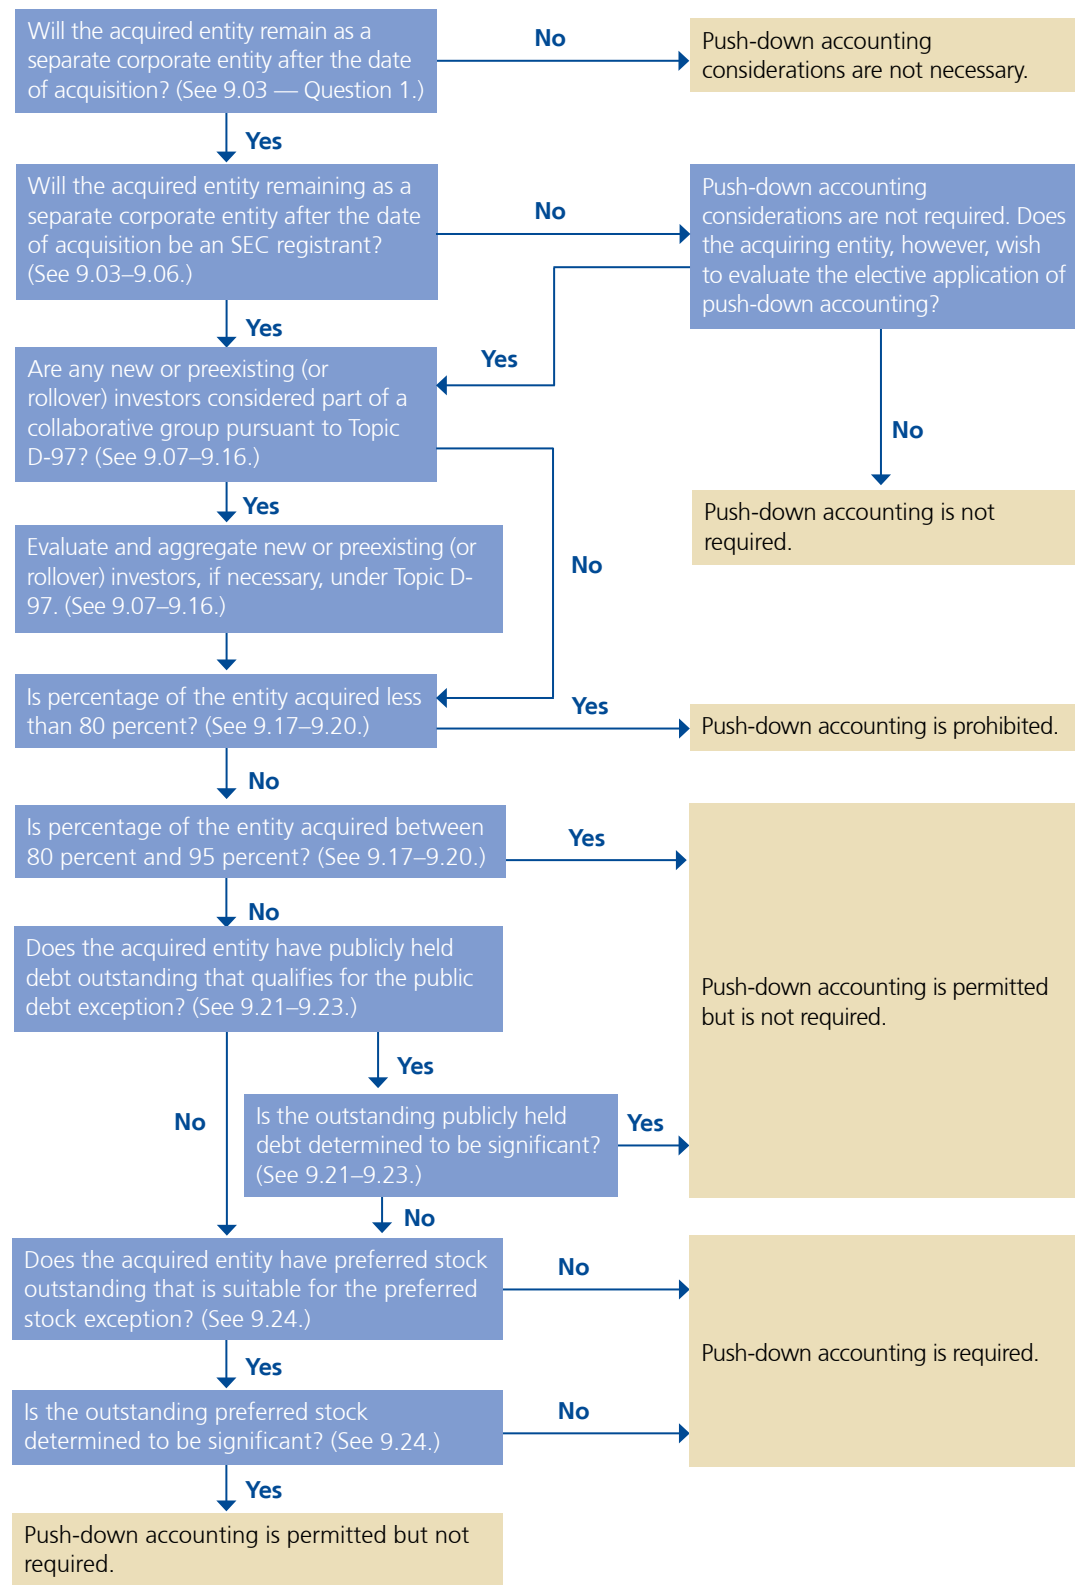 Will the acquired entity remain as a
separate corporate entity after the date
of acquisition? (See 9.03 — Question 1.)
No
Push-down accounting
considerations are not necessary.
Yes
Will the acquired entity remaining as a
separate corporate entity after the date
of acquisition be an SEC registrant?
(See 9.03–9.06.)
No
Push-down accounting
considerations are not required. Does
the acquiring entity, however, wish
to evaluate the elective application of
push-down accounting?
Yes
Yes
No
Are any new or preexisting (or
rollover) investors considered part of a
collaborative group pursuant to Topic
D-97? (See 9.07–9.16.)
Push-down accounting is not
required.
Yes
No
Evaluate and aggregate new or preexisting (or
rollover) investors, if necessary, under Topic D-
97. (See 9.07–9.16.)
Is percentage of the entity acquired less
than 80 percent? (See 9.17–9.20.)
Yes
Push-down accounting is prohibited.
No
Is percentage of the entity acquired between
80 percent and 95 percent? (See 9.17–9.20.)
Yes
Push-down accounting is permitted
but is not required.
No
Does the acquired entity have publicly held
debt outstanding that qualifies for the public
debt exception? (See 9.21–9.23.)
Yes
No
Is the outstanding publicly held
debt determined to be significant?
(See 9.21–9.23.)
Yes
No
Does the acquired entity have preferred stock
outstanding that is suitable for the preferred
stock exception? (See 9.24.)
No
Push-down accounting is required.
Yes
Is the outstanding preferred stock
determined to be significant? (See 9.24.)
No
Yes
Push-down accounting is permitted but not
required.